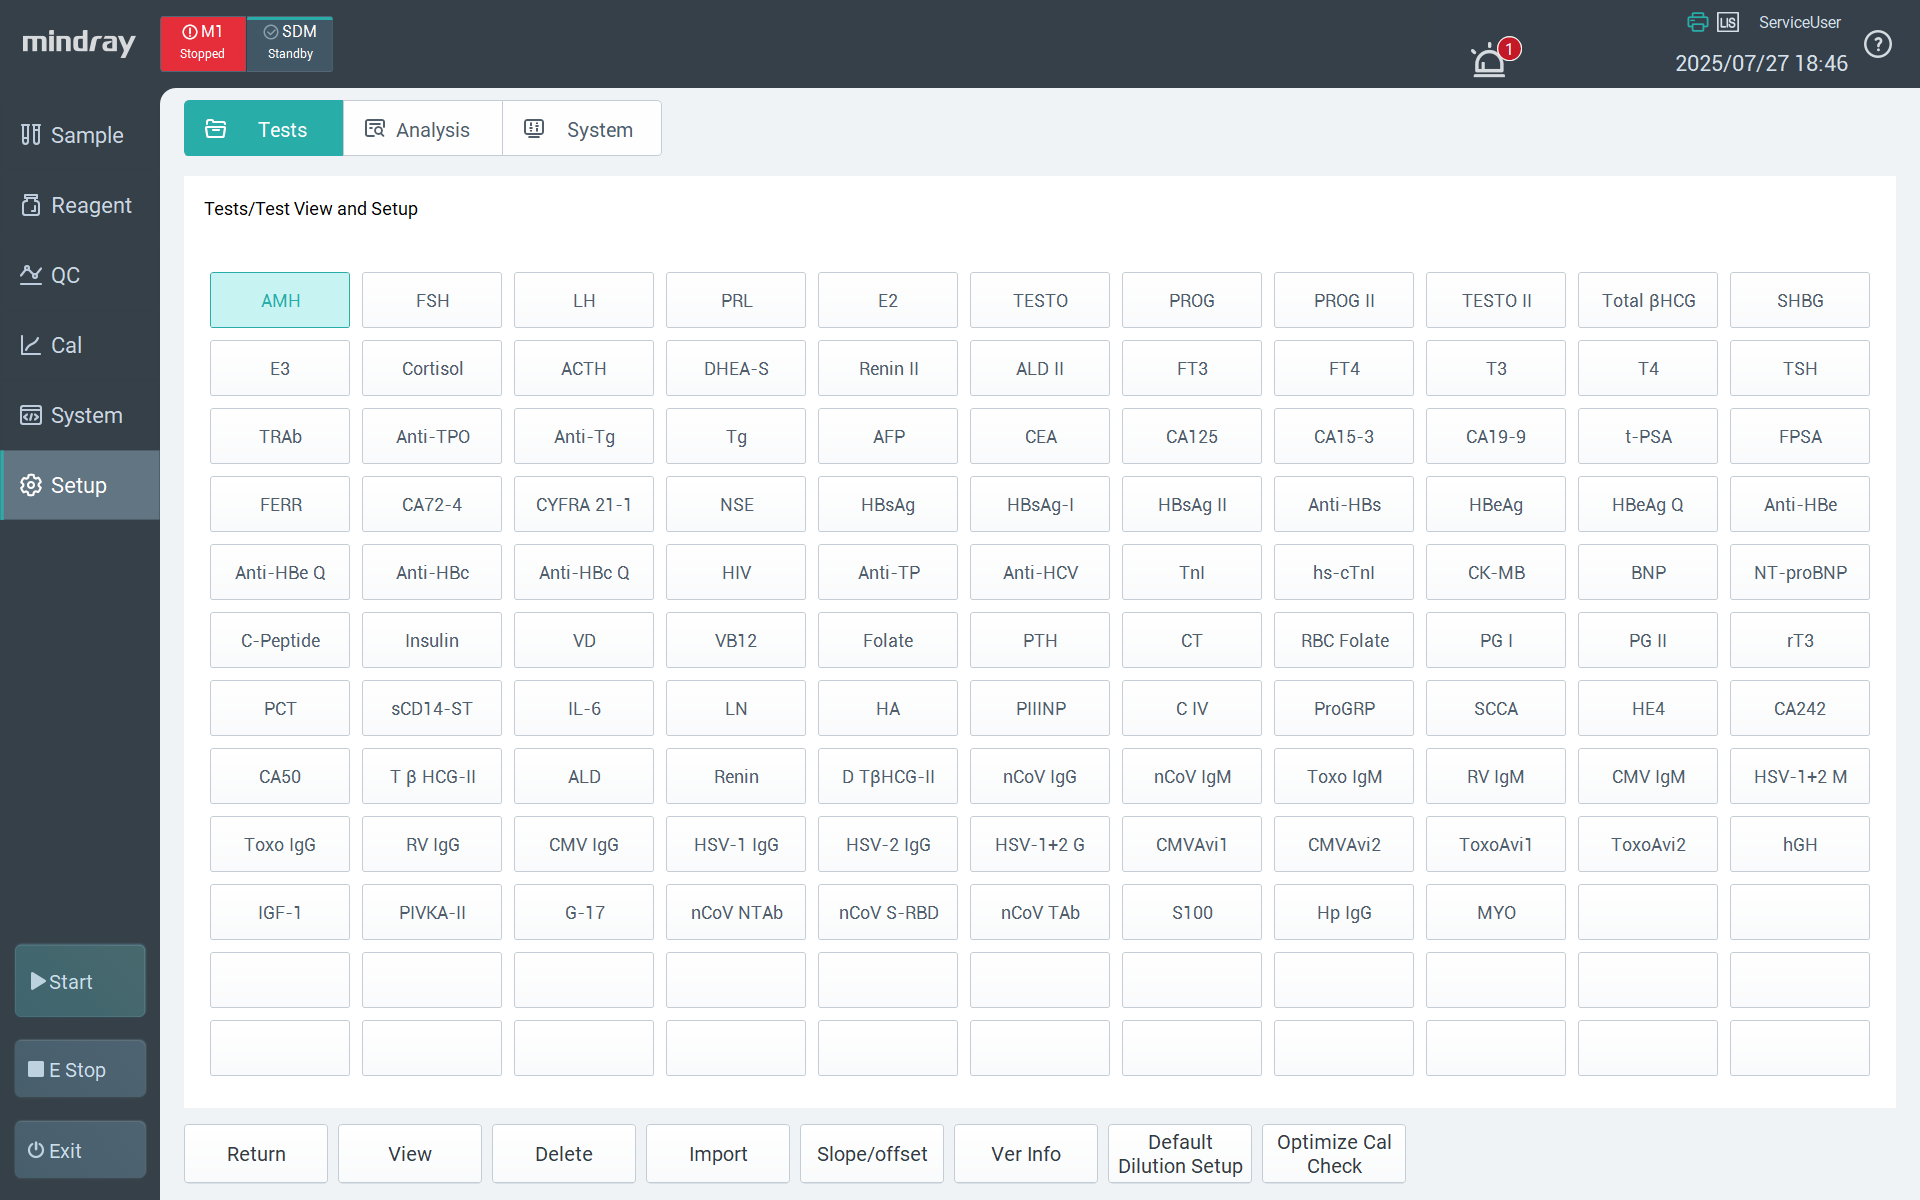 mindray
M1
Stopped
SDM
Standby
1
LIS
ServiceUser
2025/07/27 18:46
?
Sample
Reagent
QC
Cal
System
Setup
Start
E Stop
Exit
Tests
Analysis
System
Tests/Test View and Setup
AMH FSH LH PRL E2 TESTO PROG PROG II TESTO II Total βHCG SHBG
E3 Cortisol ACTH DHEA-S Renin II ALD II FT3 FT4 T3 T4 TSH
TRAb Anti-TPO Anti-Tg Tg AFP CEA CA125 CA15-3 CA19-9 t-PSA FPSA
FERR CA72-4 CYFRA 21-1 NSE HBsAg HBsAg-I HBsAg II Anti-HBs HBeAg HBeAg Q Anti-HBe
Anti-HBe Q Anti-HBc Anti-HBc Q HIV Anti-TP Anti-HCV TnI hs-cTnI CK-MB BNP NT-proBNP
C-Peptide Insulin VD VB12 Folate PTH CT RBC Folate PG I PG II rT3
PCT sCD14-ST IL-6 LN HA PIIINP C IV ProGRP SCCA HE4 CA242
CA50 T β HCG-II ALD Renin D TβHCG-II nCoV IgG nCoV IgM Toxo IgM RV IgM CMV IgM HSV-1+2 M
Toxo IgG RV IgG CMV IgG HSV-1 IgG HSV-2 IgG HSV-1+2 G CMVAvi1 CMVAvi2 ToxoAvi1 ToxoAvi2 hGH
IGF-1 PIVKA-II G-17 nCoV NTAb nCoV S-RBD nCoV TAb S100 Hp IgG MYO
Return
View
Delete
Import
Slope/offset
Ver Info
Default
Dilution Setup
Optimize Cal
Check